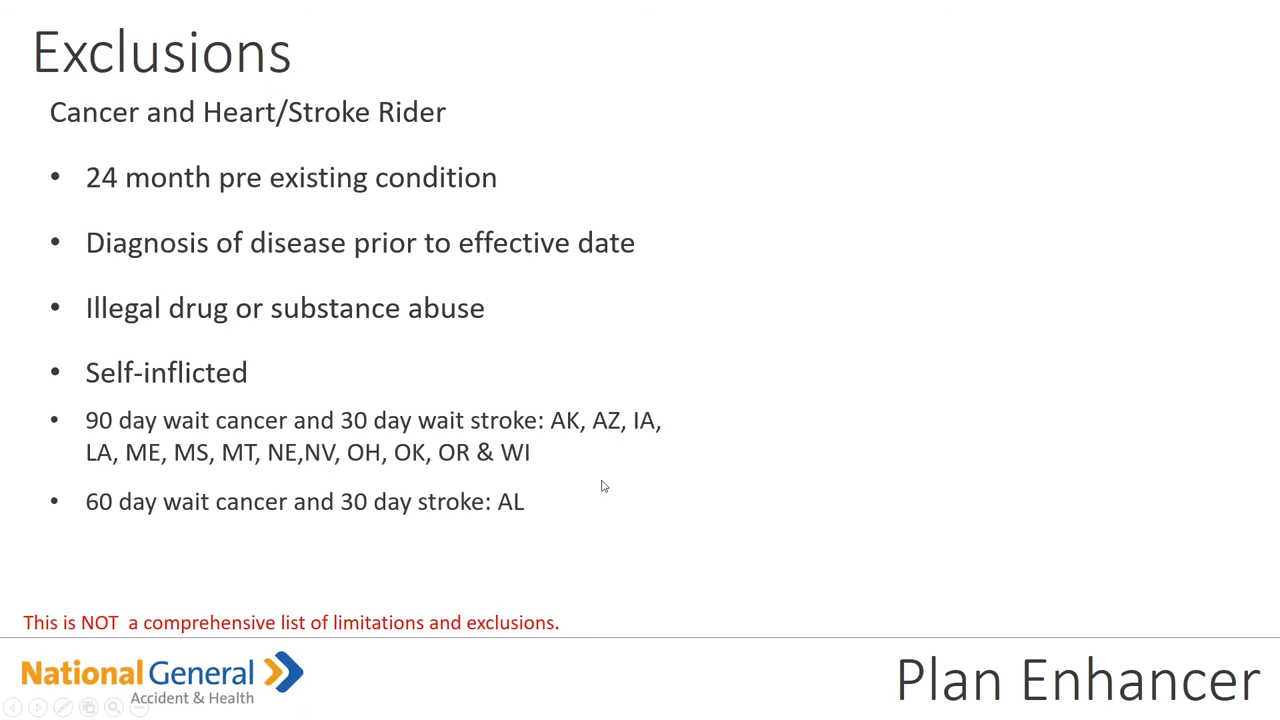 Exclusions
Cancer and Heart/Stroke Rider
• 24 month pre existing condition
• Diagnosis of disease prior to effective date
• Illegal drug or substance abuse
• Self-inflicted
• 90 day wait cancer and 30 day wait stroke: AK, AZ, IA,
LA, ME, MS, MT, NE,NV, OH, OK, OR & WI
• 60 day wait cancer and 30 day stroke: AL
This is NOT  a comprehensive list of limitations and exclusions.
National General
Accident & Health
Plan Enhancer